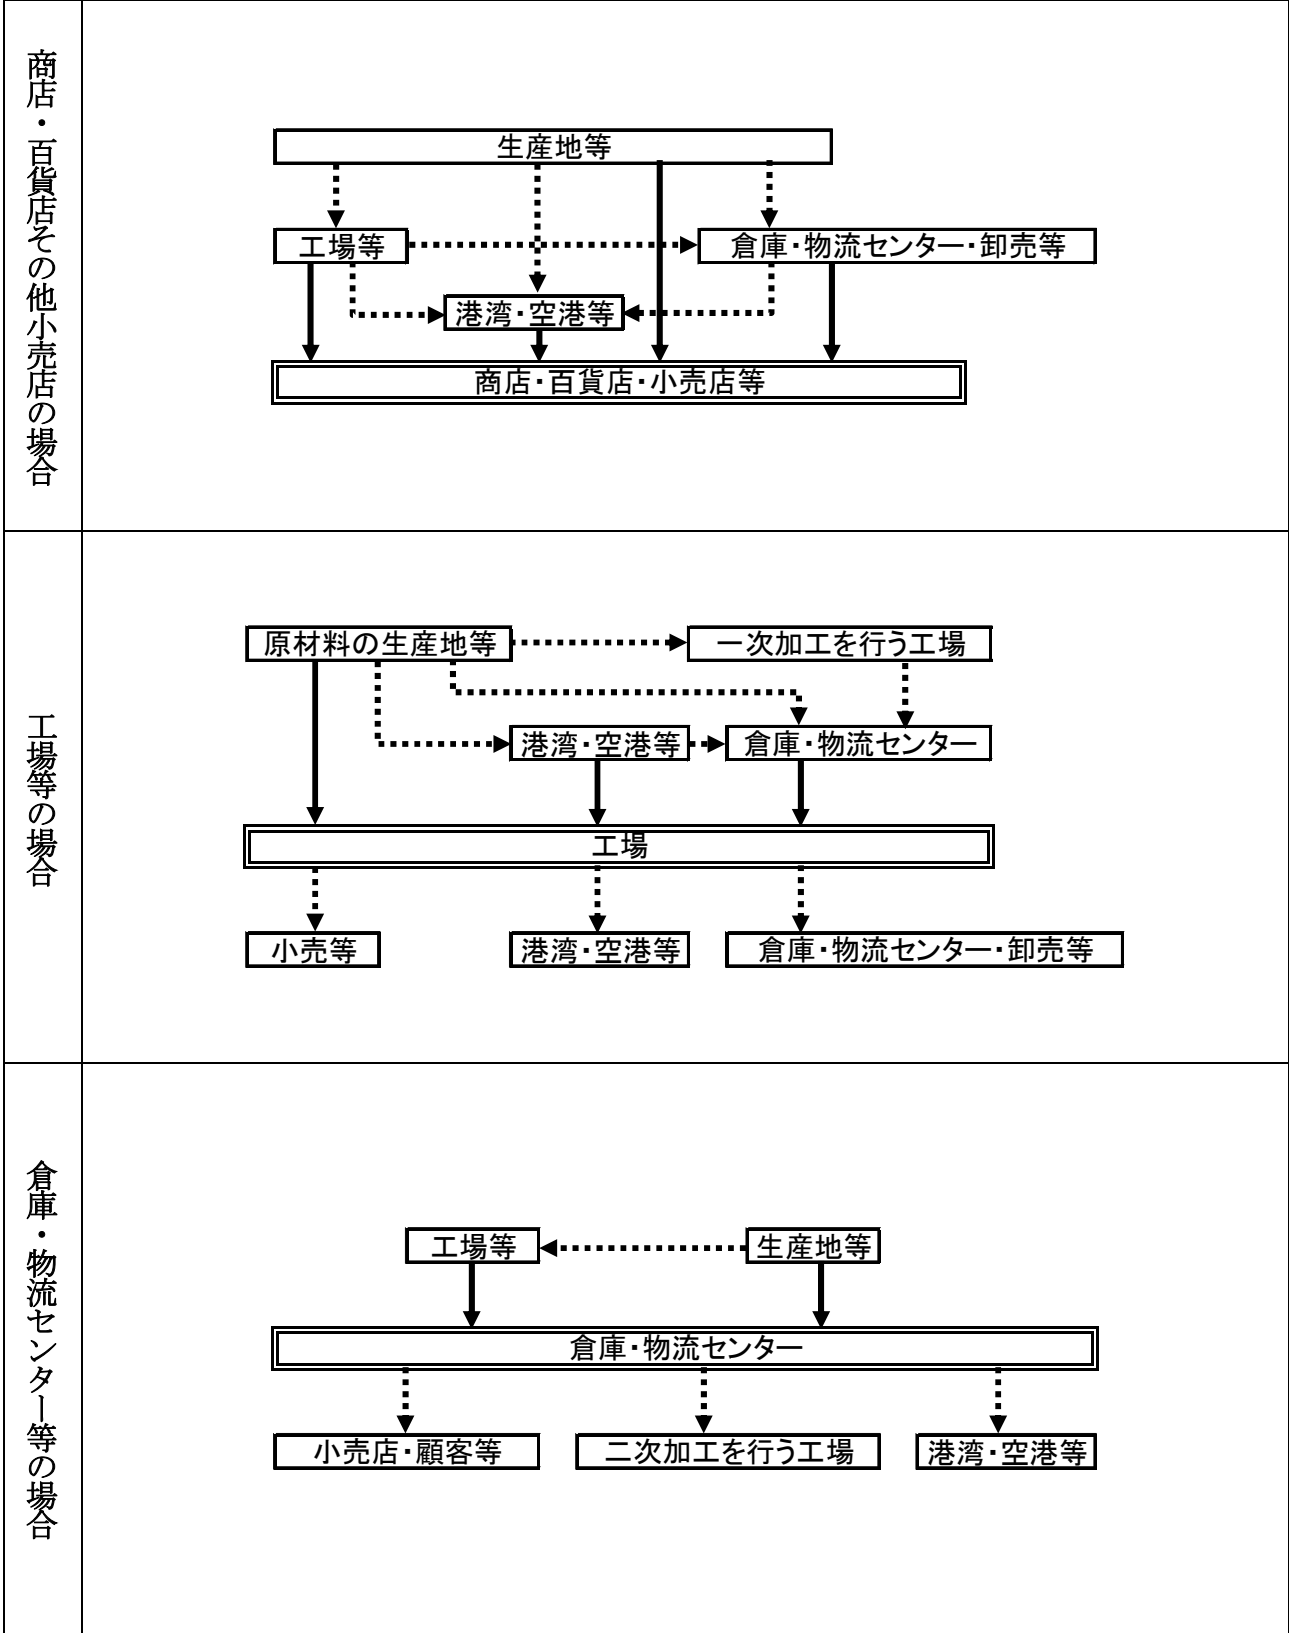 商店・百貨店その他小売店の場合
生産地等
工場等
倉庫・物流センター・卸売等
港湾・空港等
商店・百貨店・小売店等
工場等の場合
原材料の生産地等
一次加工を行う工場
港湾・空港等
倉庫・物流センター
工場
小売等
港湾・空港等
倉庫・物流センター・卸売等
倉庫・物流センター等の場合
工場等
生産地等
倉庫・物流センター
小売店・顧客等
二次加工を行う工場
港湾・空港等